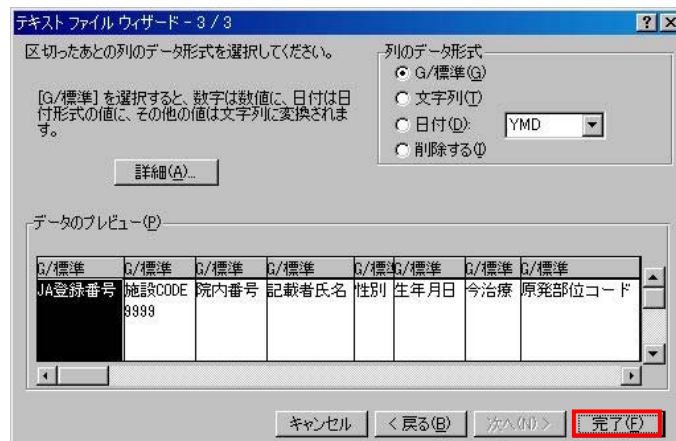 テキスト ファイル ウィザード - 3 / 3
区切ったあとの列のデータ形式を選択してください。
[G/標準] を選択すると、数字は数値に、日付は日
付形式の値に、その他の値は文字列に変換されま
す。
詳細(A)...
列のデータ形式
G/標準(G)
文字列(T)
日付(D): YMD
削除する(I)
データのプレビュー(P)
G/標準 G/標準 G/標準 G/標準 G/標準 G/標準 G/標準 G/標準
JA登録番号 施設CODE 院内番号 記載者氏名 性別 生年月日 今治療 原発部位コード
9999
キャンセル < 戻る(B) 次へ(N) > 完了(F)